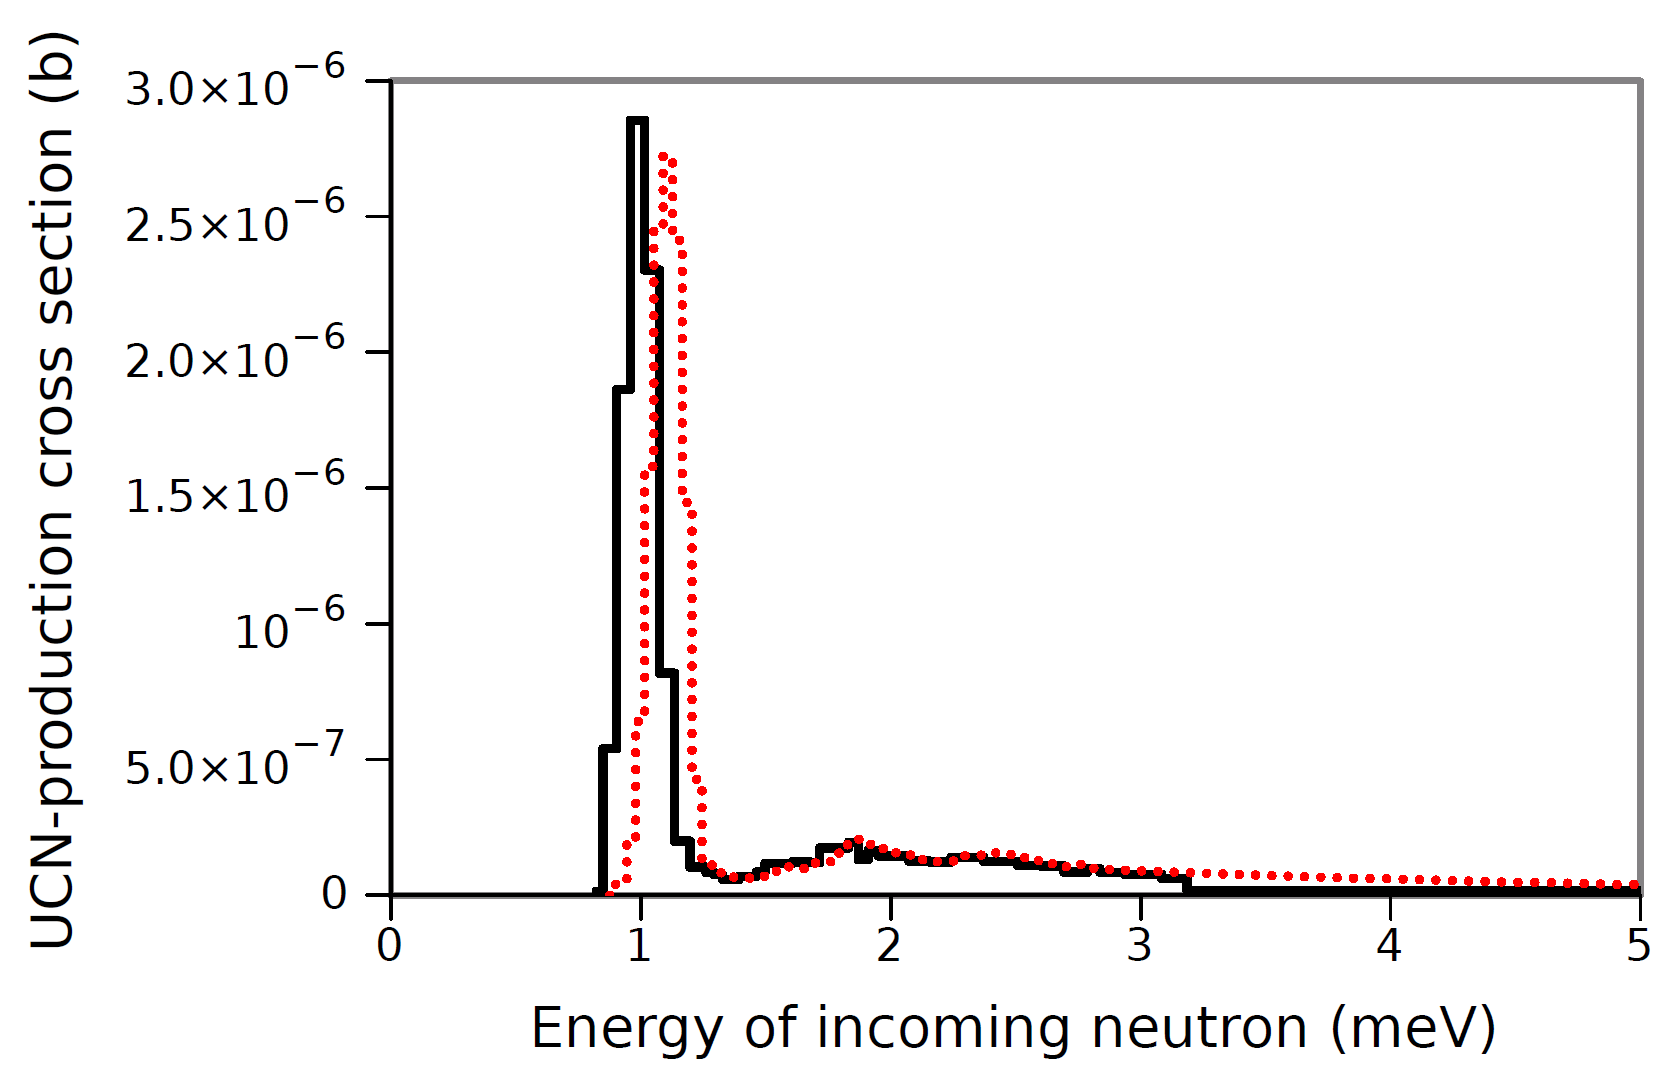 UCN-production cross section (b)
3.0×10⁻⁶
2.5×10⁻⁶
2.0×10⁻⁶
1.5×10⁻⁶
10⁻⁶
5.0×10⁻⁷
0
0 1 2 3 4 5
Energy of incoming neutron (meV)